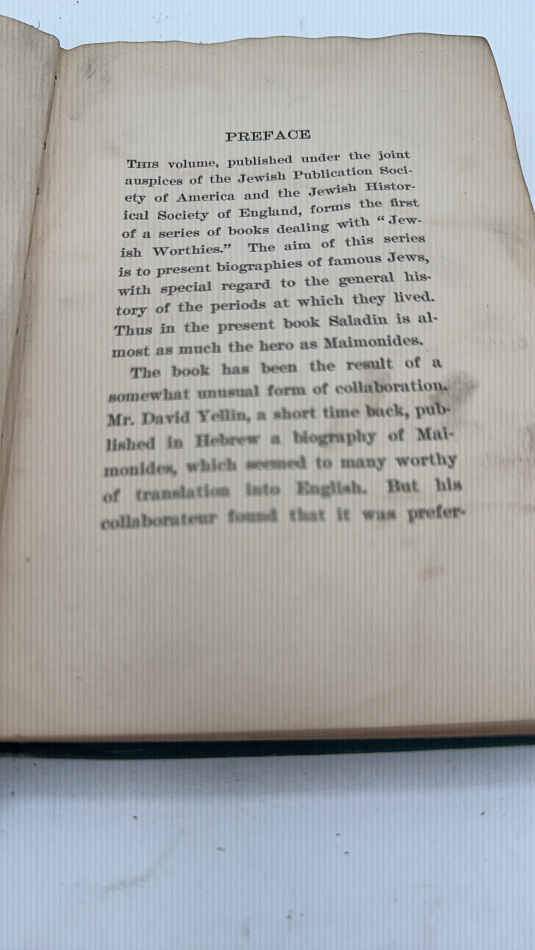 PREFACE
THIS volume, published under the joint
auspices of the Jewish Publication Soci-
ety of America and the Jewish Histor-
ical Society of England, forms the first
of a series of books dealing with “Jew-
ish Worthies.” The aim of this series
is to present biographies of famous Jews,
with special regard to the general his-
tory of the periods at which they lived.
Thus in the present book Saladin is al-
most as much the hero as Maimonides.
The book has been the result of a
somewhat unusual form of collaboration.
Mr. David Yellin, a short time back, pub-
lished in Hebrew a biography of Mai-
monides, which seemed to many worthy
of translation into English. But his
collaborateur found that it was prefer-